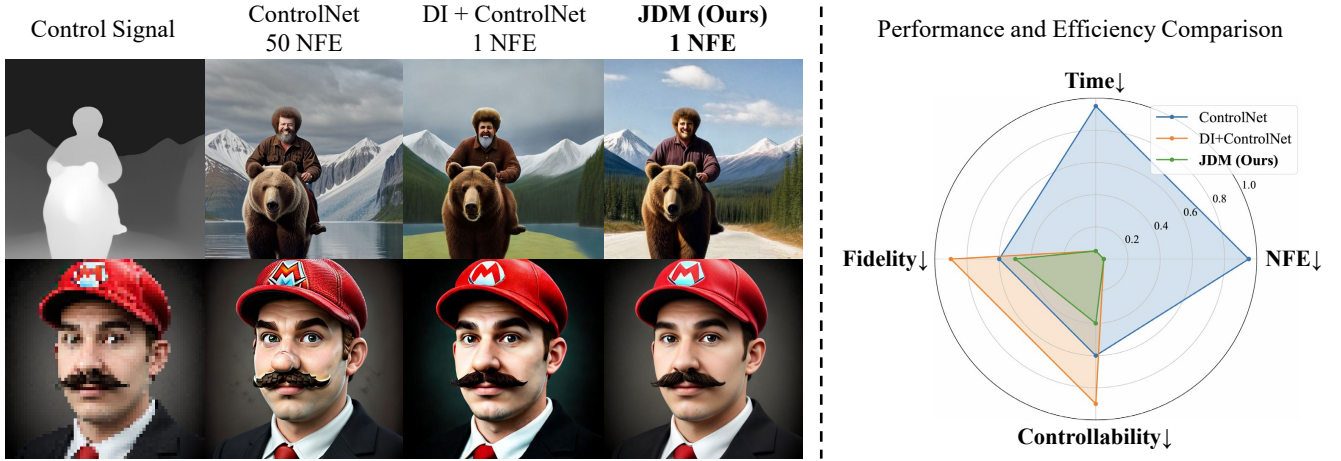 Control Signal
ControlNet
50 NFE
DI + ControlNet
1 NFE
JDM (Ours)
1 NFE
M
M
M
Performance and Efficiency Comparison
Time↓
ControlNet
DI+ControlNet
JDM (Ours)
1.0
0.8
0.6
0.4
0.2
Fidelity↓
NFE↓
Controllability↓